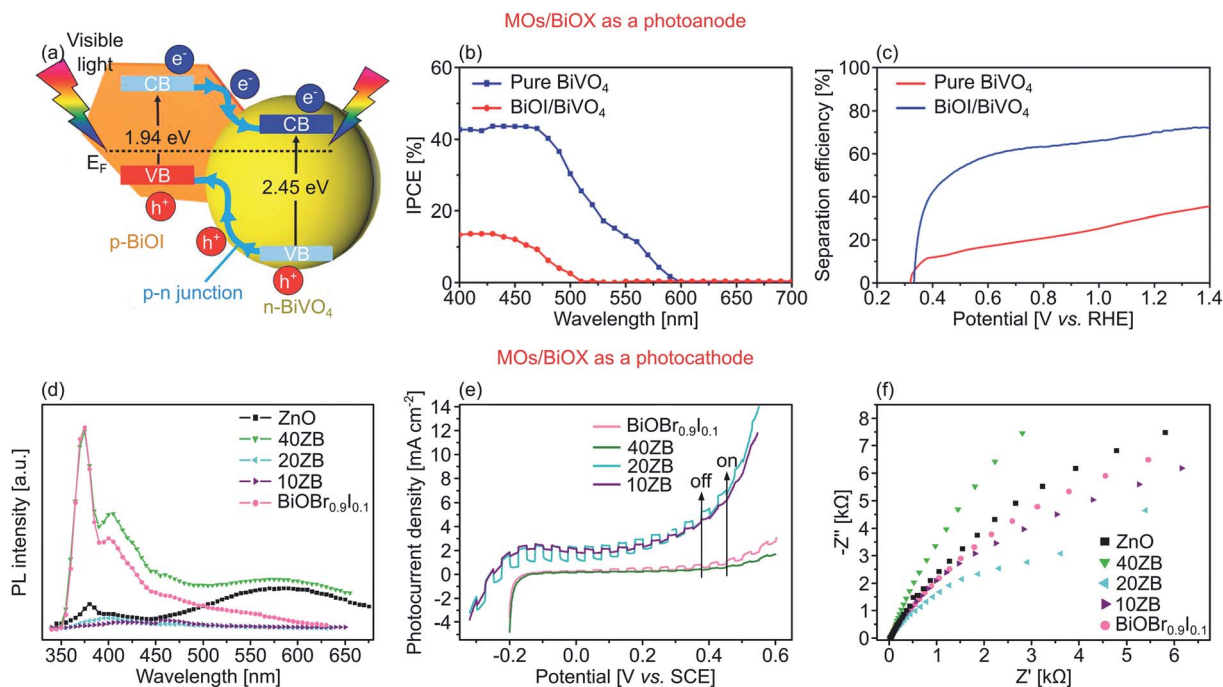 MOs/BiOX as a photoanode
(a)
Visible
light
e⁻
CB
e⁻
e⁻
CB
1.94 eV
E_F
VB
2.45 eV
h⁺
p-BiOI
h⁺
VB
h⁺
p-n junction
n-BiVO₄
(b)
60
40
20
0
IPCE [%]
Pure BiVO₄
BiOI/BiVO₄
400 450 500 550 600 650 700
Wavelength [nm]
(c)
100
80
60
40
20
0
Separation efficiency [%]
Pure BiVO₄
BiOI/BiVO₄
0.2 0.4 0.6 0.8 1.0 1.2 1.4
Potential [V vs. RHE]
MOs/BiOX as a photocathode
(d)
PL intensity [a.u.]
ZnO
40ZB
20ZB
10ZB
BiOBr₀.₉I₀.₁
350 400 450 500 550 600 650
Wavelength [nm]
(e)
14
12
10
8
6
4
2
0
-2
-4
Photocurrent density [mA cm⁻²]
BiOBr₀.₉I₀.₁
40ZB
20ZB
10ZB
off
on
-0.2 0.0 0.2 0.4 0.6
Potential [V vs. SCE]
(f)
8
7
6
5
4
3
2
1
0
-Z'' [kΩ]
ZnO
40ZB
20ZB
10ZB
BiOBr₀.₉I₀.₁
0 1 2 3 4 5 6
Z' [kΩ]